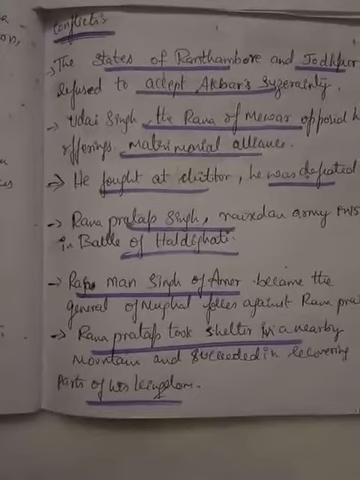 Conflicts
→ The states of Ranthambore and Jodhpur
refused to accept Akbar's suzerainty.
→ Udai Singh, the Rana of Mewar opposed h
offerings matrimonial alliance.
→ He fought at chittor, he was defeated
→ Rana pratap Singh, army
in Battle of Haldighati.
→ Raja man Singh of Amer became the
general of Mughal forces against Rana pra
→ Rana pratap took shelter in a nearby
mountain and succeeded in recovering
parts of his kingdom.